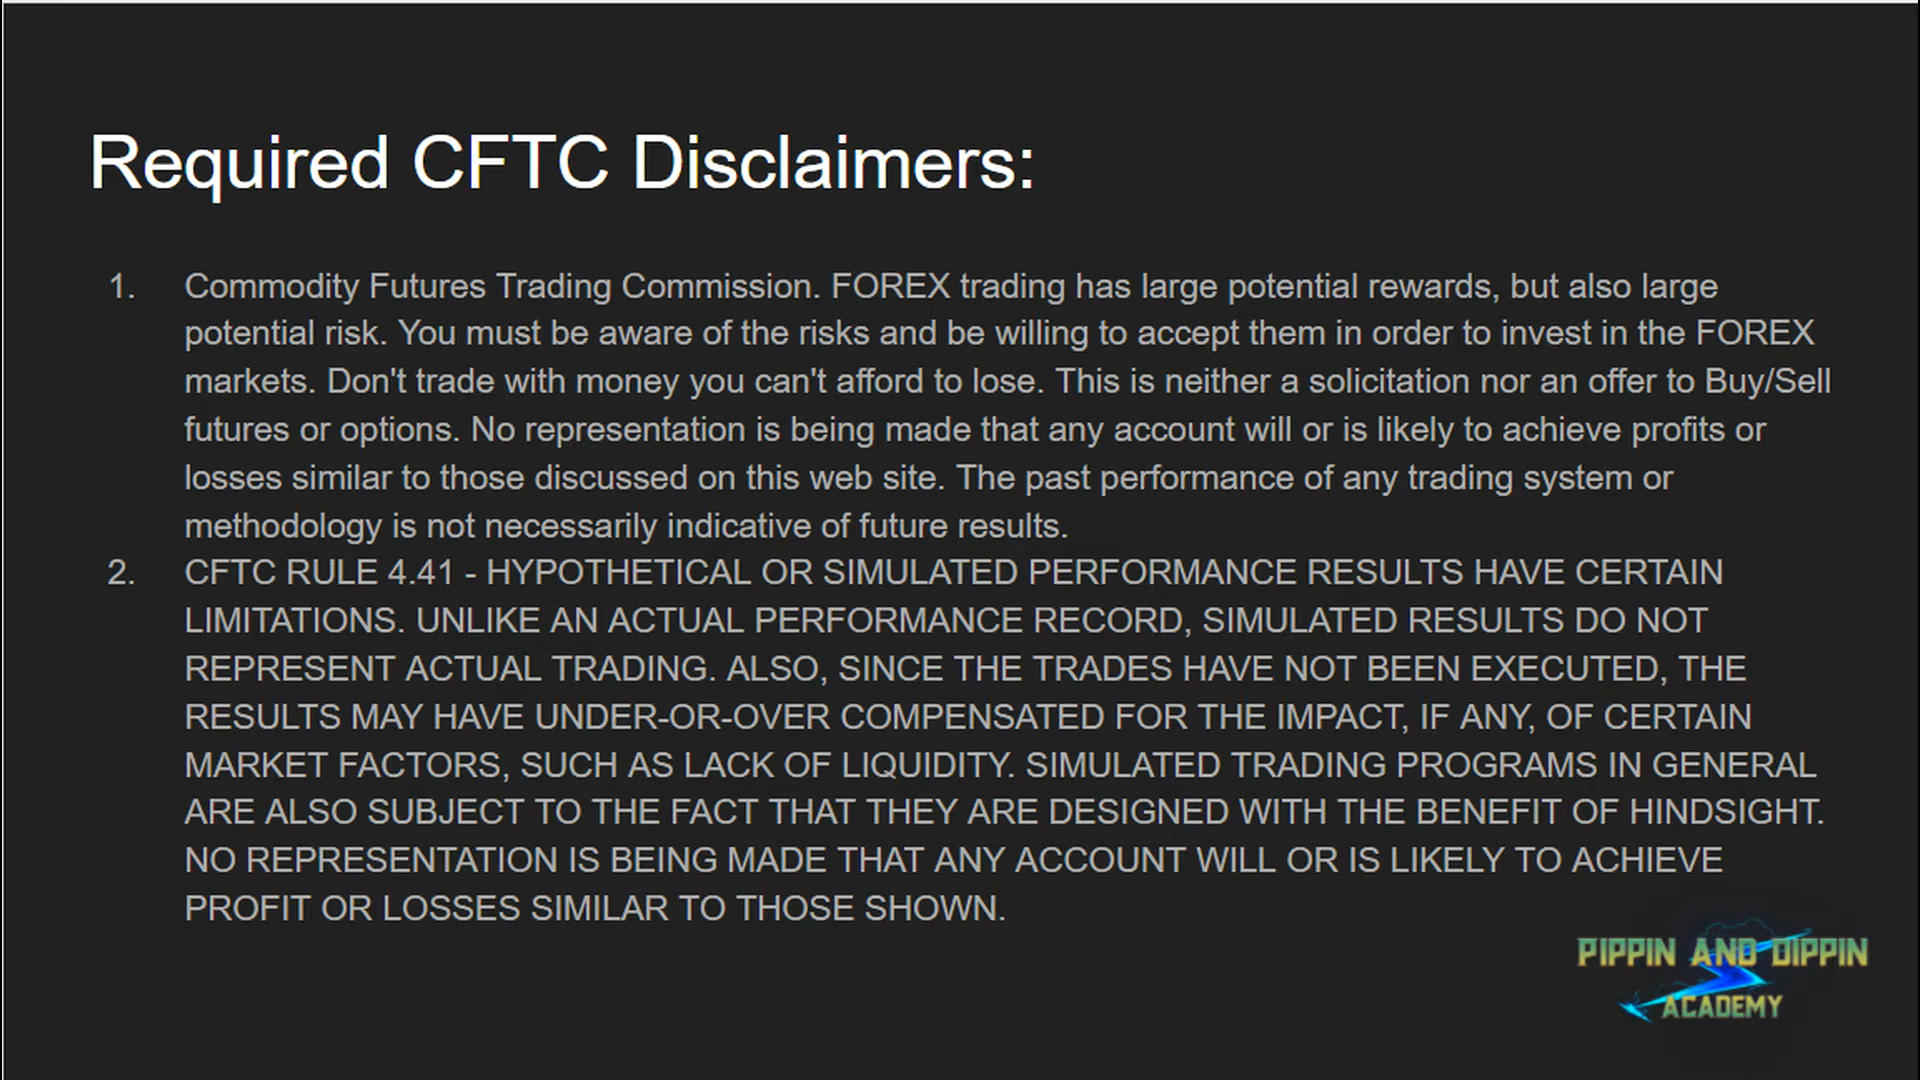 Required CFTC Disclaimers:
1. Commodity Futures Trading Commission. FOREX trading has large potential rewards, but also large
potential risk. You must be aware of the risks and be willing to accept them in order to invest in the FOREX
markets. Don't trade with money you can't afford to lose. This is neither a solicitation nor an offer to Buy/Sell
futures or options. No representation is being made that any account will or is likely to achieve profits or
losses similar to those discussed on this web site. The past performance of any trading system or
methodology is not necessarily indicative of future results.
2. CFTC RULE 4.41 - HYPOTHETICAL OR SIMULATED PERFORMANCE RESULTS HAVE CERTAIN
LIMITATIONS. UNLIKE AN ACTUAL PERFORMANCE RECORD, SIMULATED RESULTS DO NOT
REPRESENT ACTUAL TRADING. ALSO, SINCE THE TRADES HAVE NOT BEEN EXECUTED, THE
RESULTS MAY HAVE UNDER-OR-OVER COMPENSATED FOR THE IMPACT, IF ANY, OF CERTAIN
MARKET FACTORS, SUCH AS LACK OF LIQUIDITY. SIMULATED TRADING PROGRAMS IN GENERAL
ARE ALSO SUBJECT TO THE FACT THAT THEY ARE DESIGNED WITH THE BENEFIT OF HINDSIGHT.
NO REPRESENTATION IS BEING MADE THAT ANY ACCOUNT WILL OR IS LIKELY TO ACHIEVE
PROFIT OR LOSSES SIMILAR TO THOSE SHOWN.
PIPPIN AND DIPPIN
ACADEMY